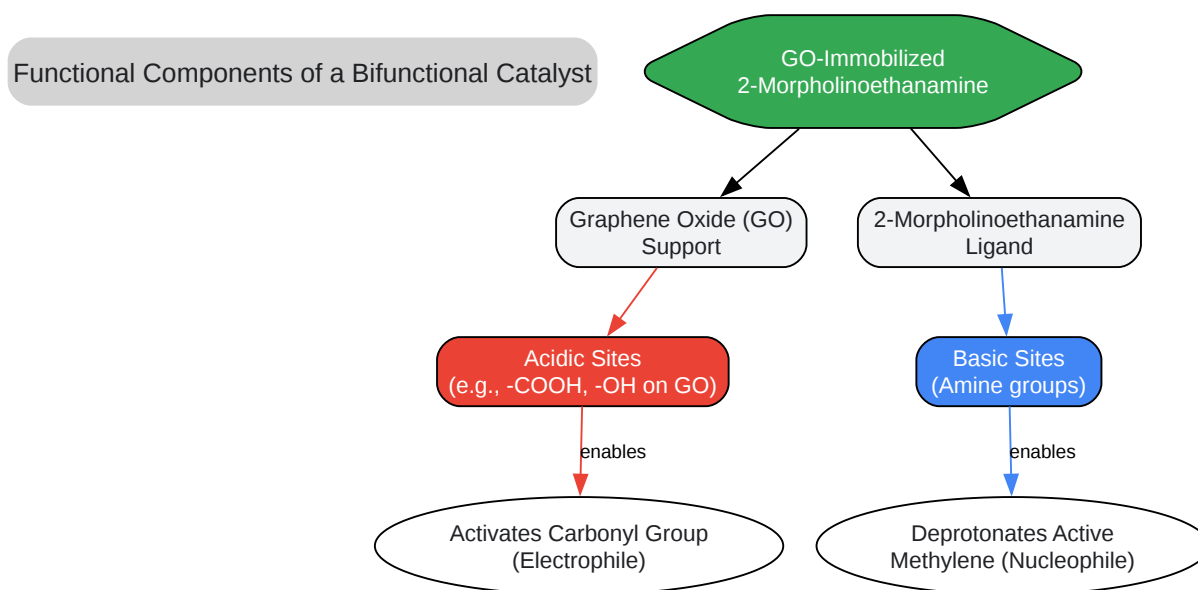 Functional Components of a Bifunctional Catalyst
GO-Immobilized
2-Morpholinoethanamine
Graphene Oxide (GO)
Support
2-Morpholinoethanamine
Ligand
Acidic Sites
(e.g., -COOH, -OH on GO)
Basic Sites
(Amine groups)
enables
enables
Activates Carbonyl Group
(Electrophile)
Deprotonates Active
Methylene (Nucleophile)